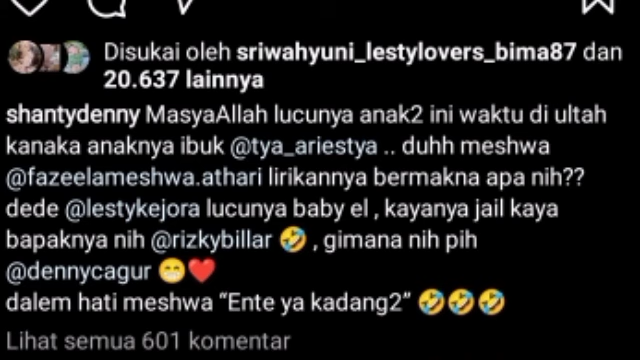 Disukai oleh sriwahyuni_lestylovers_bima87 dan
20.637 lainnya
shantydenny MasyaAllah lucunya anak2 ini waktu di ultah
kanaka anaknya ibuk @tya_ariestya .. duhh meshwa
@fazeelameshwa.athari lirikannya bermakna apa nih??
dede @lestykejora lucunya baby el , kayanya jail kaya
bapaknya nih @rizkybillar 🤣 , gimana nih pih
@dennycagur 😁❤️
dalem hati meshwa “Ente ya kadang2” 🤣🤣🤣
Lihat semua 601 komentar